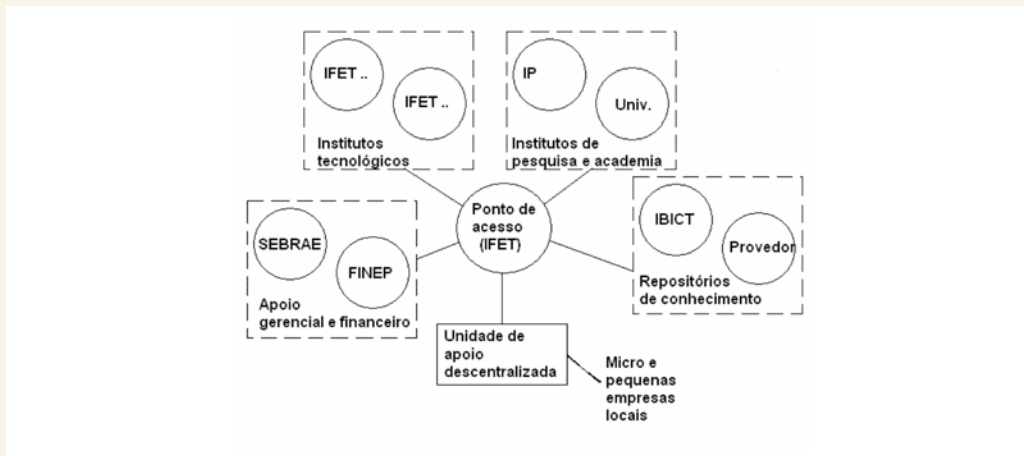 IFET ..
IFET ..
Institutos
tecnológicos
IP
Univ.
Institutos de
pesquisa e academia
Ponto de
acesso
(IFET)
SEBRAE
FINEP
Apoio
gerencial e financeiro
IBICT
Provedor
Repositórios
de conhecimento
Unidade de
apoio
descentralizada
Micro e
pequenas
empresas
locais